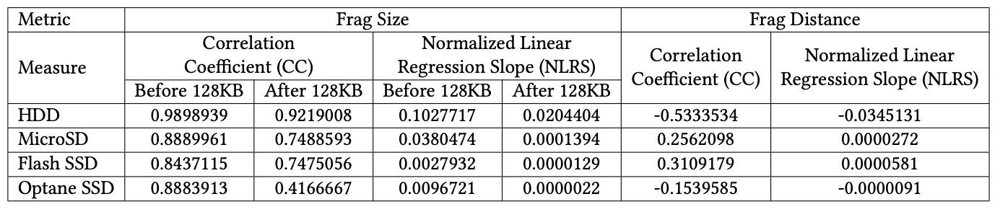 Metric Frag Size Frag Distance
Measure Correlation Coefficient (CC) Normalized Linear Regression Slope (NLRS) Correlation Coefficient (CC) Normalized Linear Regression Slope (NLRS)
Before 128KB After 128KB Before 128KB After 128KB
HDD 0.9898939 0.9219008 0.1027717 0.0204404 -0.5333534 -0.0345131
MicroSD 0.8889961 0.7488593 0.0380474 0.0001394 0.2562098 0.0000272
Flash SSD 0.8437115 0.7475056 0.0027932 0.0000129 0.3109179 0.0000581
Optane SSD 0.8883913 0.4166667 0.0096721 0.0000022 -0.1539585 -0.0000091